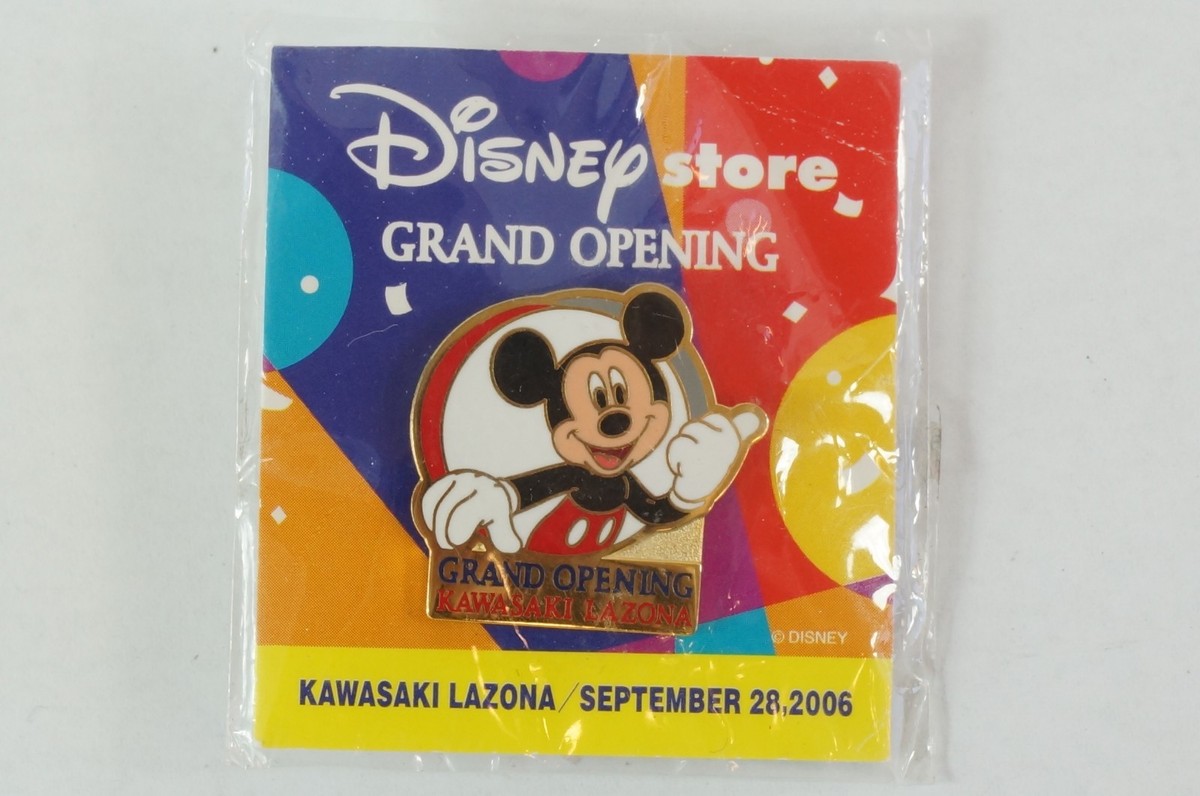 Disney store
GRAND OPENING
GRAND OPENING
KAWASAKI LAZONA
© DISNEY
KAWASAKI LAZONA/SEPTEMBER 28,2006